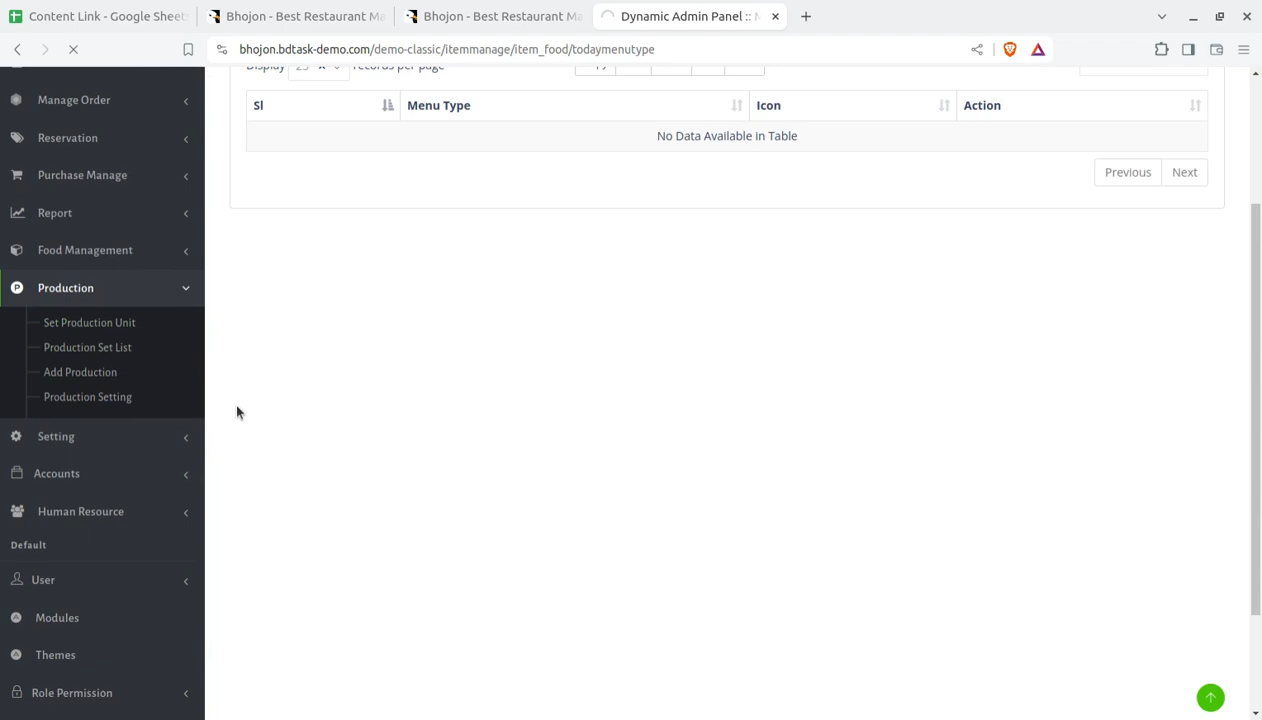 Content Link - Google Sheet
Bhojon - Best Restaurant Ma
Bhojon - Best Restaurant Ma
Dynamic Admin Panel ::
bhojon.bdtask-demo.com/demo-classic/itemmanage/item_food/todaymenutype
Display 25 records per page
Sl Menu Type Icon Action
No Data Available in Table
Previous Next
Manage Order
Reservation
Purchase Manage
Report
Food Management
Production
Set Production Unit
Production Set List
Add Production
Production Setting
Setting
Accounts
Human Resource
Default
User
Modules
Themes
Role Permission